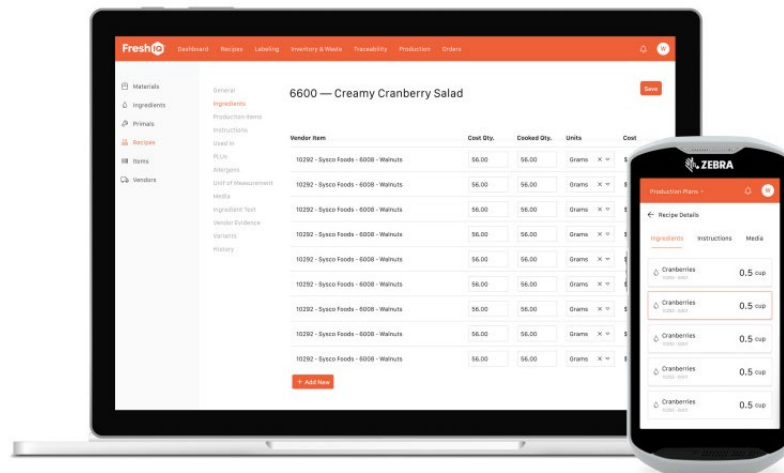 FreshIQ Dashboard Recipes Labeling Inventory & Waste Traceability Production Orders W
Materials
Ingredients
Primals
Recipes
Items
Vendors
General
Ingredients
Production Items
Instructions
Used In
PLUs
Allergens
Unit of Measurement
Media
Ingredient Text
Vendor Evidence
Variants
History
6600 — Creamy Cranberry Salad
Save
Vendor Item Cost Qty. Cooked Qty. Units Cost
10292 - Sysco Foods - 6008 - Walnuts 56.00 56.00 Grams $
10292 - Sysco Foods - 6008 - Walnuts 56.00 56.00 Grams $
10292 - Sysco Foods - 6008 - Walnuts 56.00 56.00 Grams $
10292 - Sysco Foods - 6008 - Walnuts 56.00 56.00 Grams $
10292 - Sysco Foods - 6008 - Walnuts 56.00 56.00 Grams $
10292 - Sysco Foods - 6008 - Walnuts 56.00 56.00 Grams $
10292 - Sysco Foods - 6008 - Walnuts 56.00 56.00 Grams $
10292 - Sysco Foods - 6008 - Walnuts 56.00 56.00 Grams $
10292 - Sysco Foods - 6008 - Walnuts 56.00 56.00 Grams $
+ Add New
ZEBRA
Production Plans W
Recipe Details
Ingredients Instructions Media
Cranberries 0.5 cup
Cranberries 0.5 cup
Cranberries 0.5 cup
Cranberries 0.5 cup
Cranberries 0.5 cup